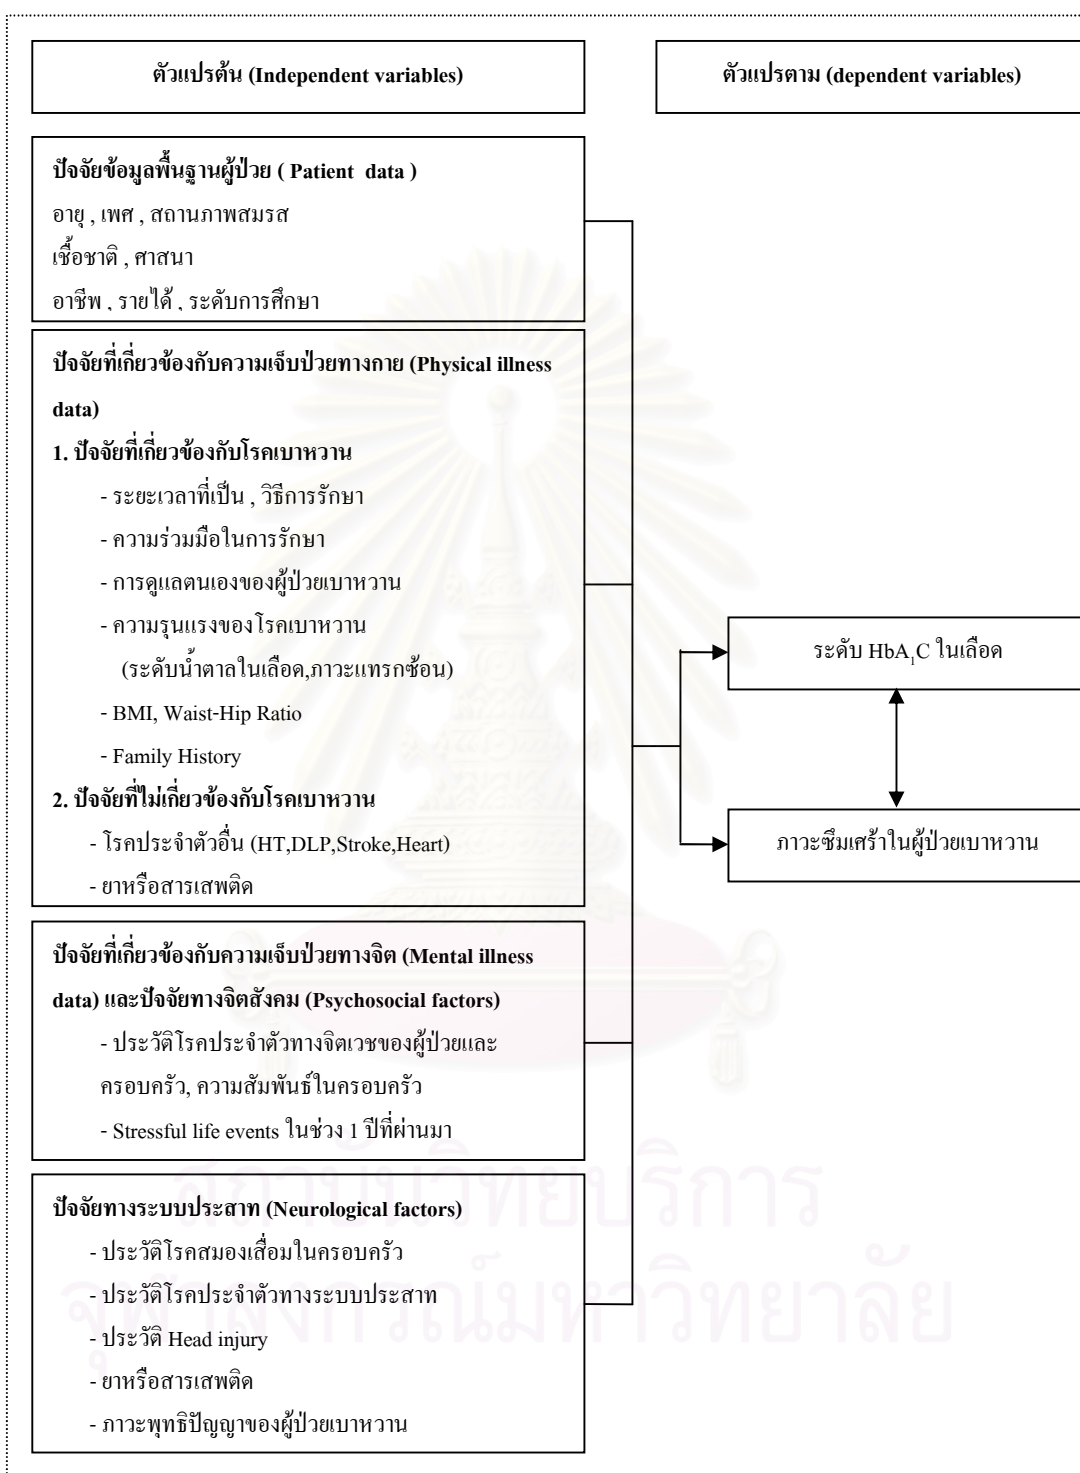 ตัวแปรต้น (Independent variables)
ตัวแปรตาม (dependent variables)
ปัจจัยข้อมูลพื้นฐานผู้ป่วย ( Patient data )
อายุ , เพศ , สถานภาพสมรส
เชื้อชาติ , ศาสนา
อาชีพ , รายได้ , ระดับการศึกษา
ปัจจัยที่เกี่ยวข้องกับความเจ็บป่วยทางกาย (Physical illness
data)
1. ปัจจัยที่เกี่ยวข้องกับโรคเบาหวาน
- ระยะเวลาที่เป็น , วิธีการรักษา
- ความร่วมมือในการรักษา
- การดูแลตนเองของผู้ป่วยเบาหวาน
- ความรุนแรงของโรคเบาหวาน
(ระดับน้ำตาลในเลือด,ภาวะแทรกซ้อน)
- BMI, Waist-Hip Ratio
- Family History
2. ปัจจัยที่ไม่เกี่ยวข้องกับโรคเบาหวาน
- โรคประจำตัวอื่น (HT,DLP,Stroke,Heart)
- ยาหรือสารเสพติด
ปัจจัยที่เกี่ยวข้องกับความเจ็บป่วยทางจิต (Mental illness
data) และปัจจัยทางจิตสังคม (Psychosocial factors)
- ประวัติโรคประจำตัวทางจิตเวชของผู้ป่วยและ
ครอบครัว, ความสัมพันธ์ในครอบครัว
- Stressful life events ในช่วง 1 ปีที่ผ่านมา
ปัจจัยทางระบบประสาท (Neurological factors)
- ประวัติโรคสมองเสื่อมในครอบครัว
- ประวัติโรคประจำตัวทางระบบประสาท
- ประวัติ Head injury
- ยาหรือสารเสพติด
- ภาวะพุทธิปัญญาของผู้ป่วยเบาหวาน
ระดับ HbA₁C ในเลือด
ภาวะซึมเศร้าในผู้ป่วยเบาหวาน
สถาบันวิทยบริการ
จุฬาลงกรณ์มหาวิทยาลัย